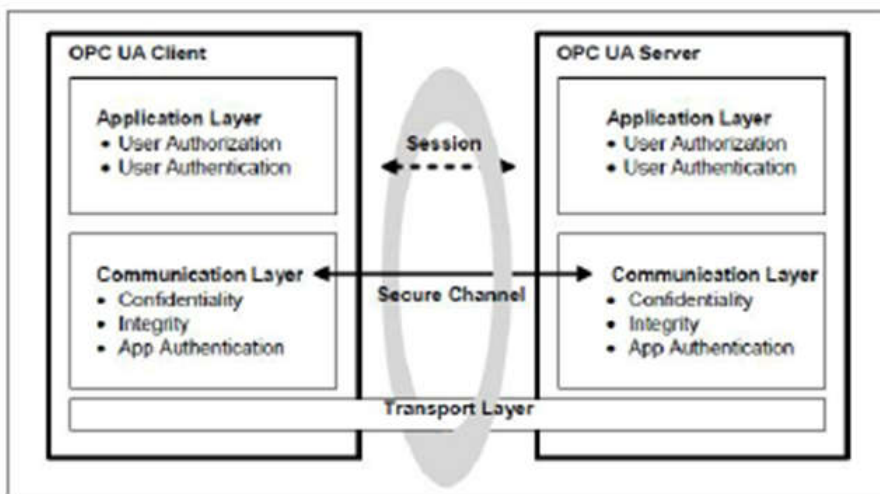 OPC UA Client
Application Layer
• User Authorization
• User Authentication
Communication Layer
• Confidentiality
• Integrity
• App Authentication
Session
Secure Channel
Transport Layer
OPC UA Server
Application Layer
• User Authorization
• User Authentication
Communication Layer
• Confidentiality
• Integrity
• App Authentication